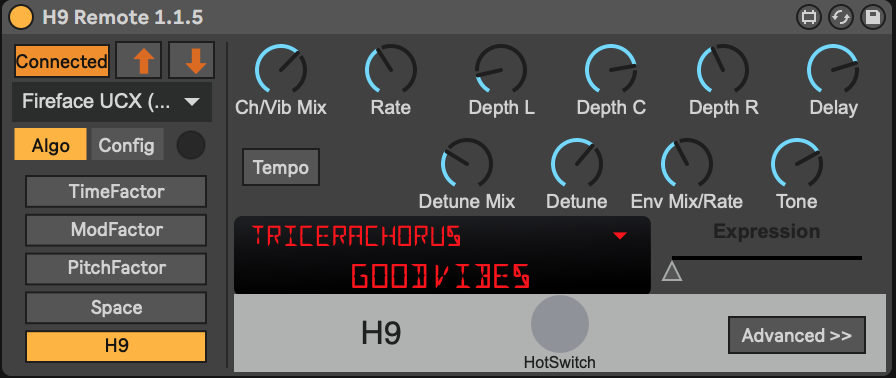 H9 Remote 1.1.5
Connected
Fireface UCX (...
Algo Config
TimeFactor
ModFactor
PitchFactor
Space
H9
Ch/Vib Mix Rate Depth L Depth C Depth R Delay
Tempo
Detune Mix Detune Env Mix/Rate Tone
TRICERACHORUS
GOODVIBES
Expression
H9
HotSwitch
Advanced >>